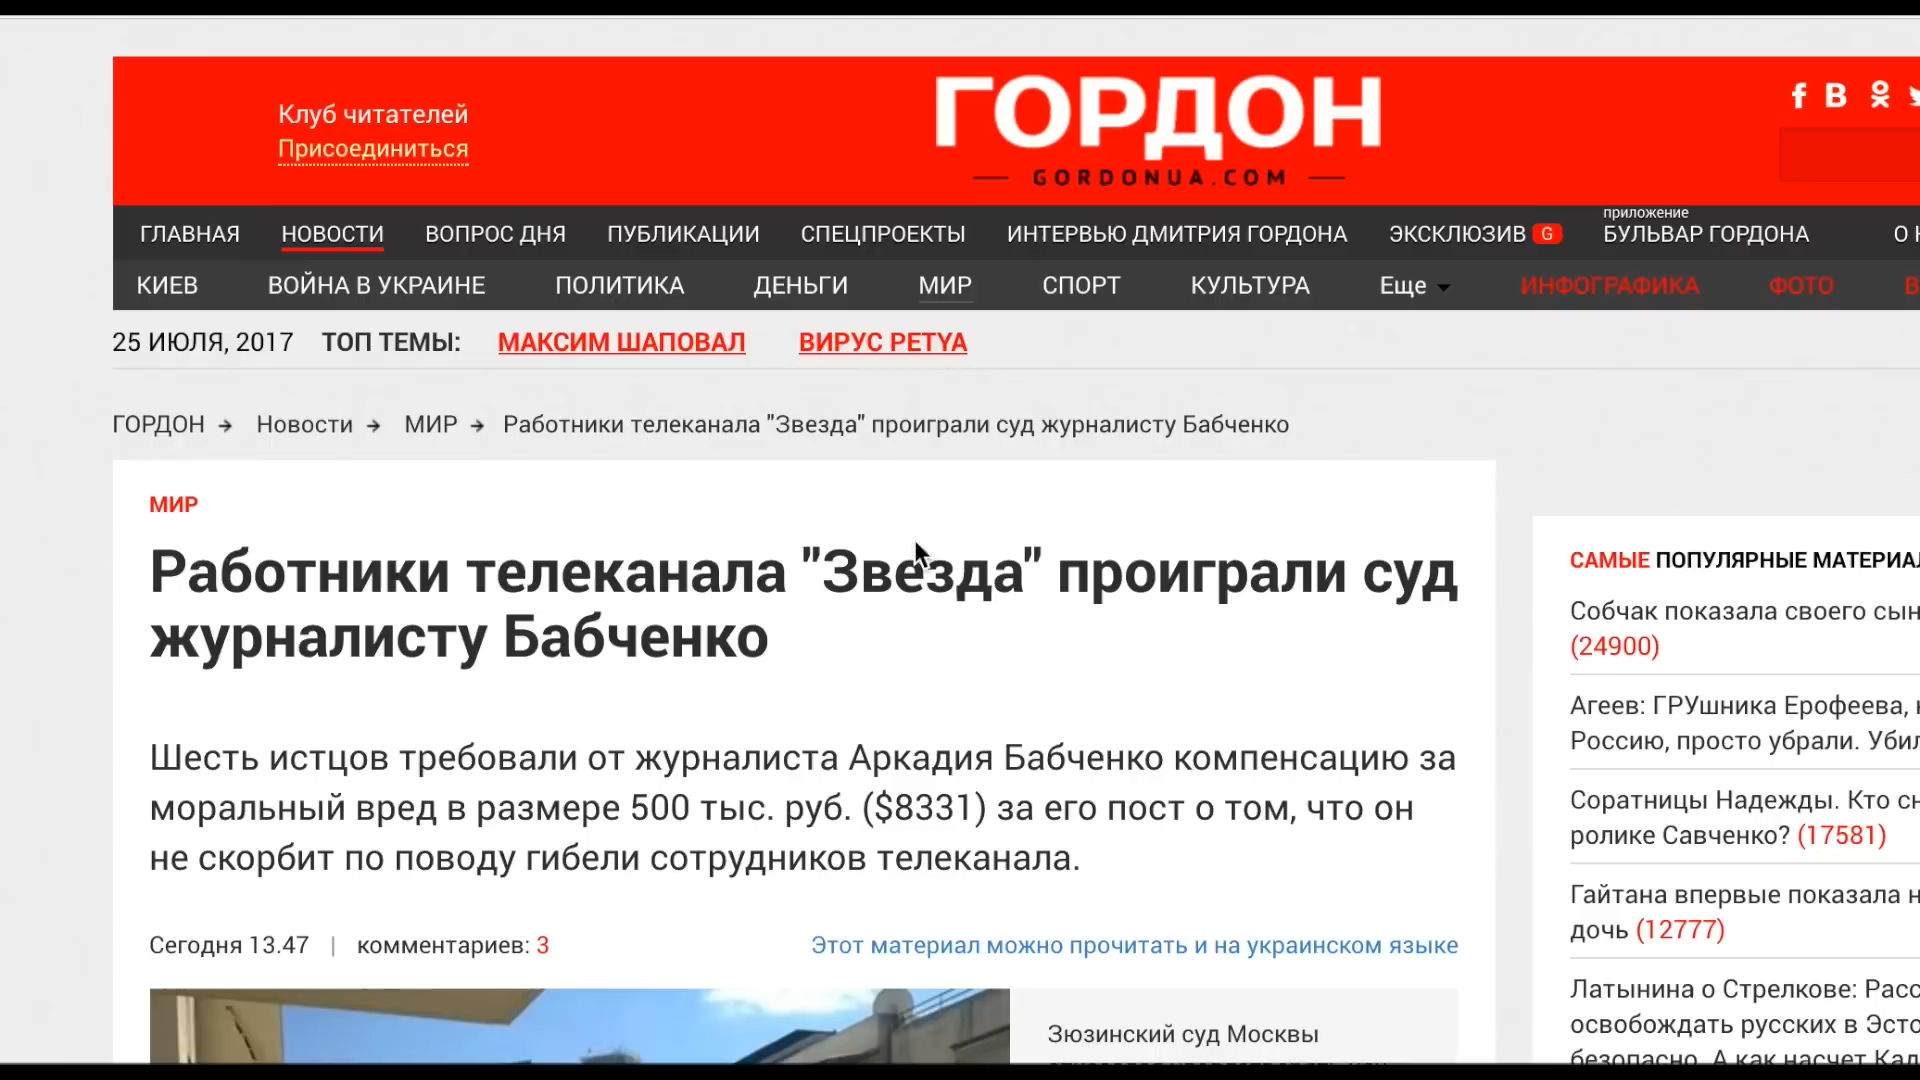 Клуб читателей
Присоединиться
ГОРДОН
GORDONUA.COM
ГЛАВНАЯ НОВОСТИ ВОПРОС ДНЯ ПУБЛИКАЦИИ СПЕЦПРОЕКТЫ ИНТЕРВЬЮ ДМИТРИЯ ГОРДОНА ЭКСКЛЮЗИВ G приложение БУЛЬВАР ГОРДОНА О
КИЕВ ВОЙНА В УКРАИНЕ ПОЛИТИКА ДЕНЬГИ МИР СПОРТ КУЛЬТУРА Еще ИНФОГРАФИКА ФОТО
25 ИЮЛЯ, 2017 ТОП ТЕМЫ: МАКСИМ ШАПОВАЛ ВИРУС PETYA
ГОРДОН → Новости → МИР → Работники телеканала "Звезда" проиграли суд журналисту Бабченко
МИР
Работники телеканала "Звезда" проиграли суд
журналисту Бабченко
Шесть истцов требовали от журналиста Аркадия Бабченко компенсацию за
моральный вред в размере 500 тыс. руб. ($8331) за его пост о том, что он
не скорбит по поводу гибели сотрудников телеканала.
Сегодня 13.47 | комментариев: 3
Этот материал можно прочитать и на украинском языке
Зюзинский суд Москвы
САМЫЕ ПОПУЛЯРНЫЕ
Собчак показала своего
(24900)
Агеев: ГРУшника Ерофеева,
Россию, просто убрали.
Соратницы Надежды. Кто
ролике Савченко? (17581)
Гайтана впервые показала
дочь (12777)
Латынина о Стрелкове:
освобождать русских в
безопасно. А как насчет